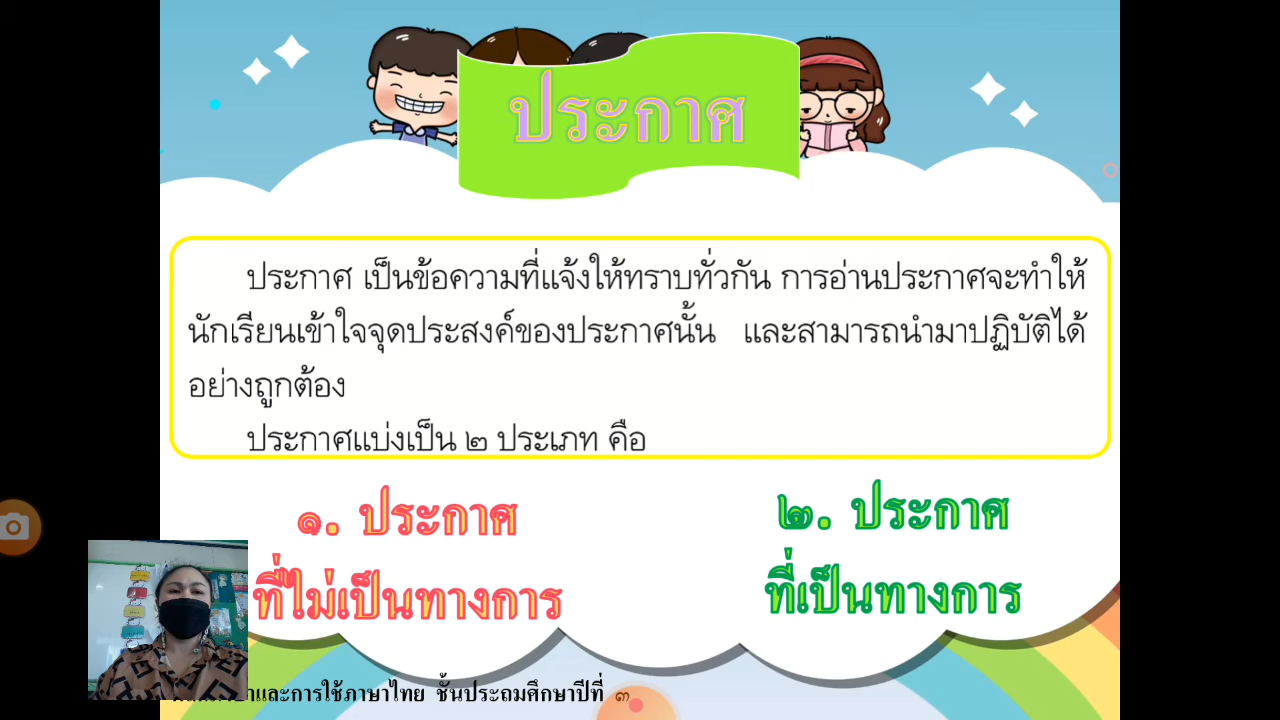 ประกาศ
ประกาศ เป็นข้อความที่แจ้งให้ทราบทั่วกัน การอ่านประกาศจะทำให้
นักเรียนเข้าใจจุดประสงค์ของประกาศนั้น และสามารถนำมาปฏิบัติได้
อย่างถูกต้อง
ประกาศแบ่งเป็น ๒ ประเภท คือ
๑. ประกาศ
ที่ไม่เป็นทางการ
๒. ประกาศ
ที่เป็นทางการ
และการใช้ภาษาไทย ชั้นประถมศึกษาปีที่ ๓